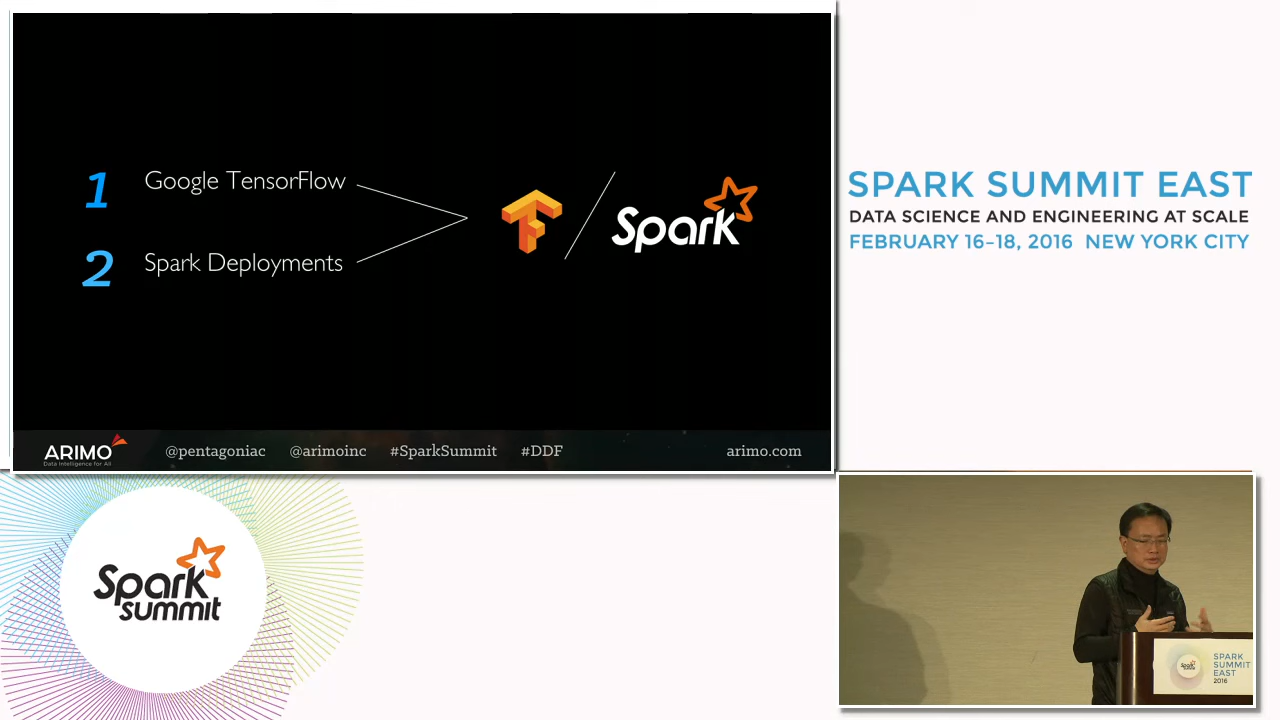 1 Google TensorFlow
2 Spark Deployments
Spark
ARIMO
Data Intelligence for All
@pentagoniac @arimoinc #SparkSummit #DDF arimo.com
SPARK SUMMIT EAST
DATA SCIENCE AND ENGINEERING AT SCALE
FEBRUARY 16–18, 2016 NEW YORK CITY
Spark
summit
SPARK
SUMMIT
EAST
2016